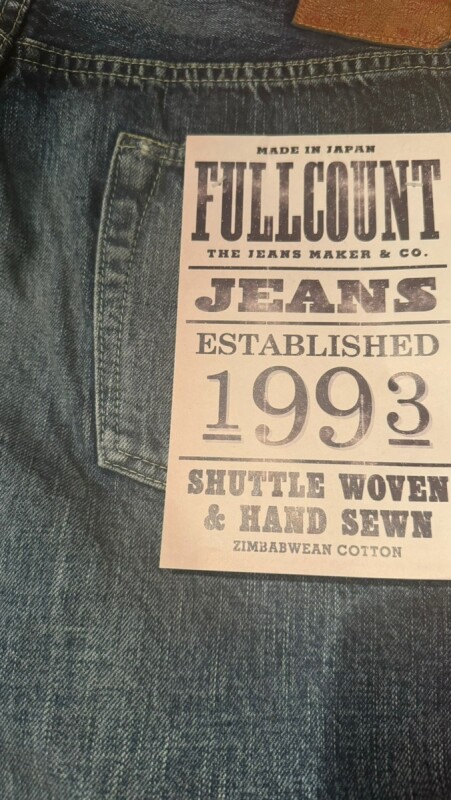 MADE IN JAPAN
FULLCOUNT
THE JEANS MAKER & CO.
JEANS
ESTABLISHED
1993
SHUTTLE WOVEN
& HAND SEWN
ZIMBABWEAN COTTON